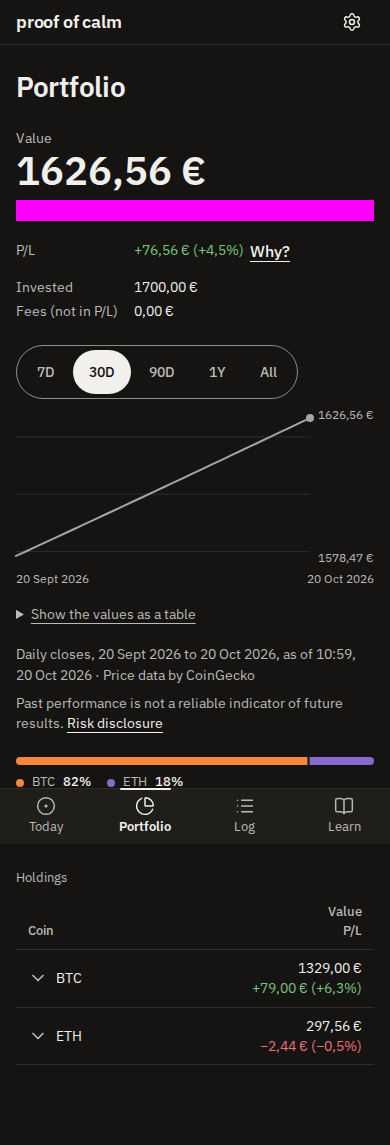 proof of calm
Portfolio
Value
1626,56 €
P/L +76,56 € (+4,5%) Why?
Invested 1700,00 €
Fees (not in P/L) 0,00 €
7D 30D 90D 1Y All
1626,56 €
1578,47 €
20 Sept 2026 20 Oct 2026
Show the values as a table
Daily closes, 20 Sept 2026 to 20 Oct 2026, as of 10:59,
20 Oct 2026 · Price data by CoinGecko
Past performance is not a reliable indicator of future
results. Risk disclosure
BTC 82% ETH 18%
Today Portfolio Log Learn
Holdings
Value
Coin P/L
1329,00 €
BTC
+79,00 € (+6,3%)
297,56 €
ETH
−2,44 € (−0,5%)